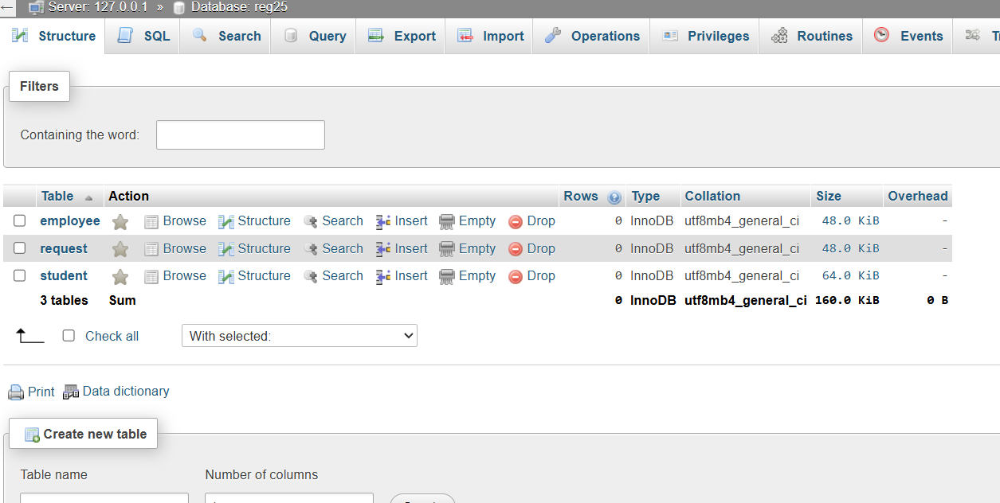 Server: 127.0.0.1 » Database: reg25
Structure SQL Search Query Export Import Operations Privileges Routines Events
Filters
Containing the word:
Table Action Rows Type Collation Size Overhead
employee Browse Structure Search Insert Empty Drop 0 InnoDB utf8mb4_general_ci 48.0 KiB -
request Browse Structure Search Insert Empty Drop 0 InnoDB utf8mb4_general_ci 48.0 KiB -
student Browse Structure Search Insert Empty Drop 0 InnoDB utf8mb4_general_ci 64.0 KiB -
3 tables Sum 0 InnoDB utf8mb4_general_ci 160.0 KiB 0 B
Check all With selected:
Print Data dictionary
Create new table
Table name Number of columns